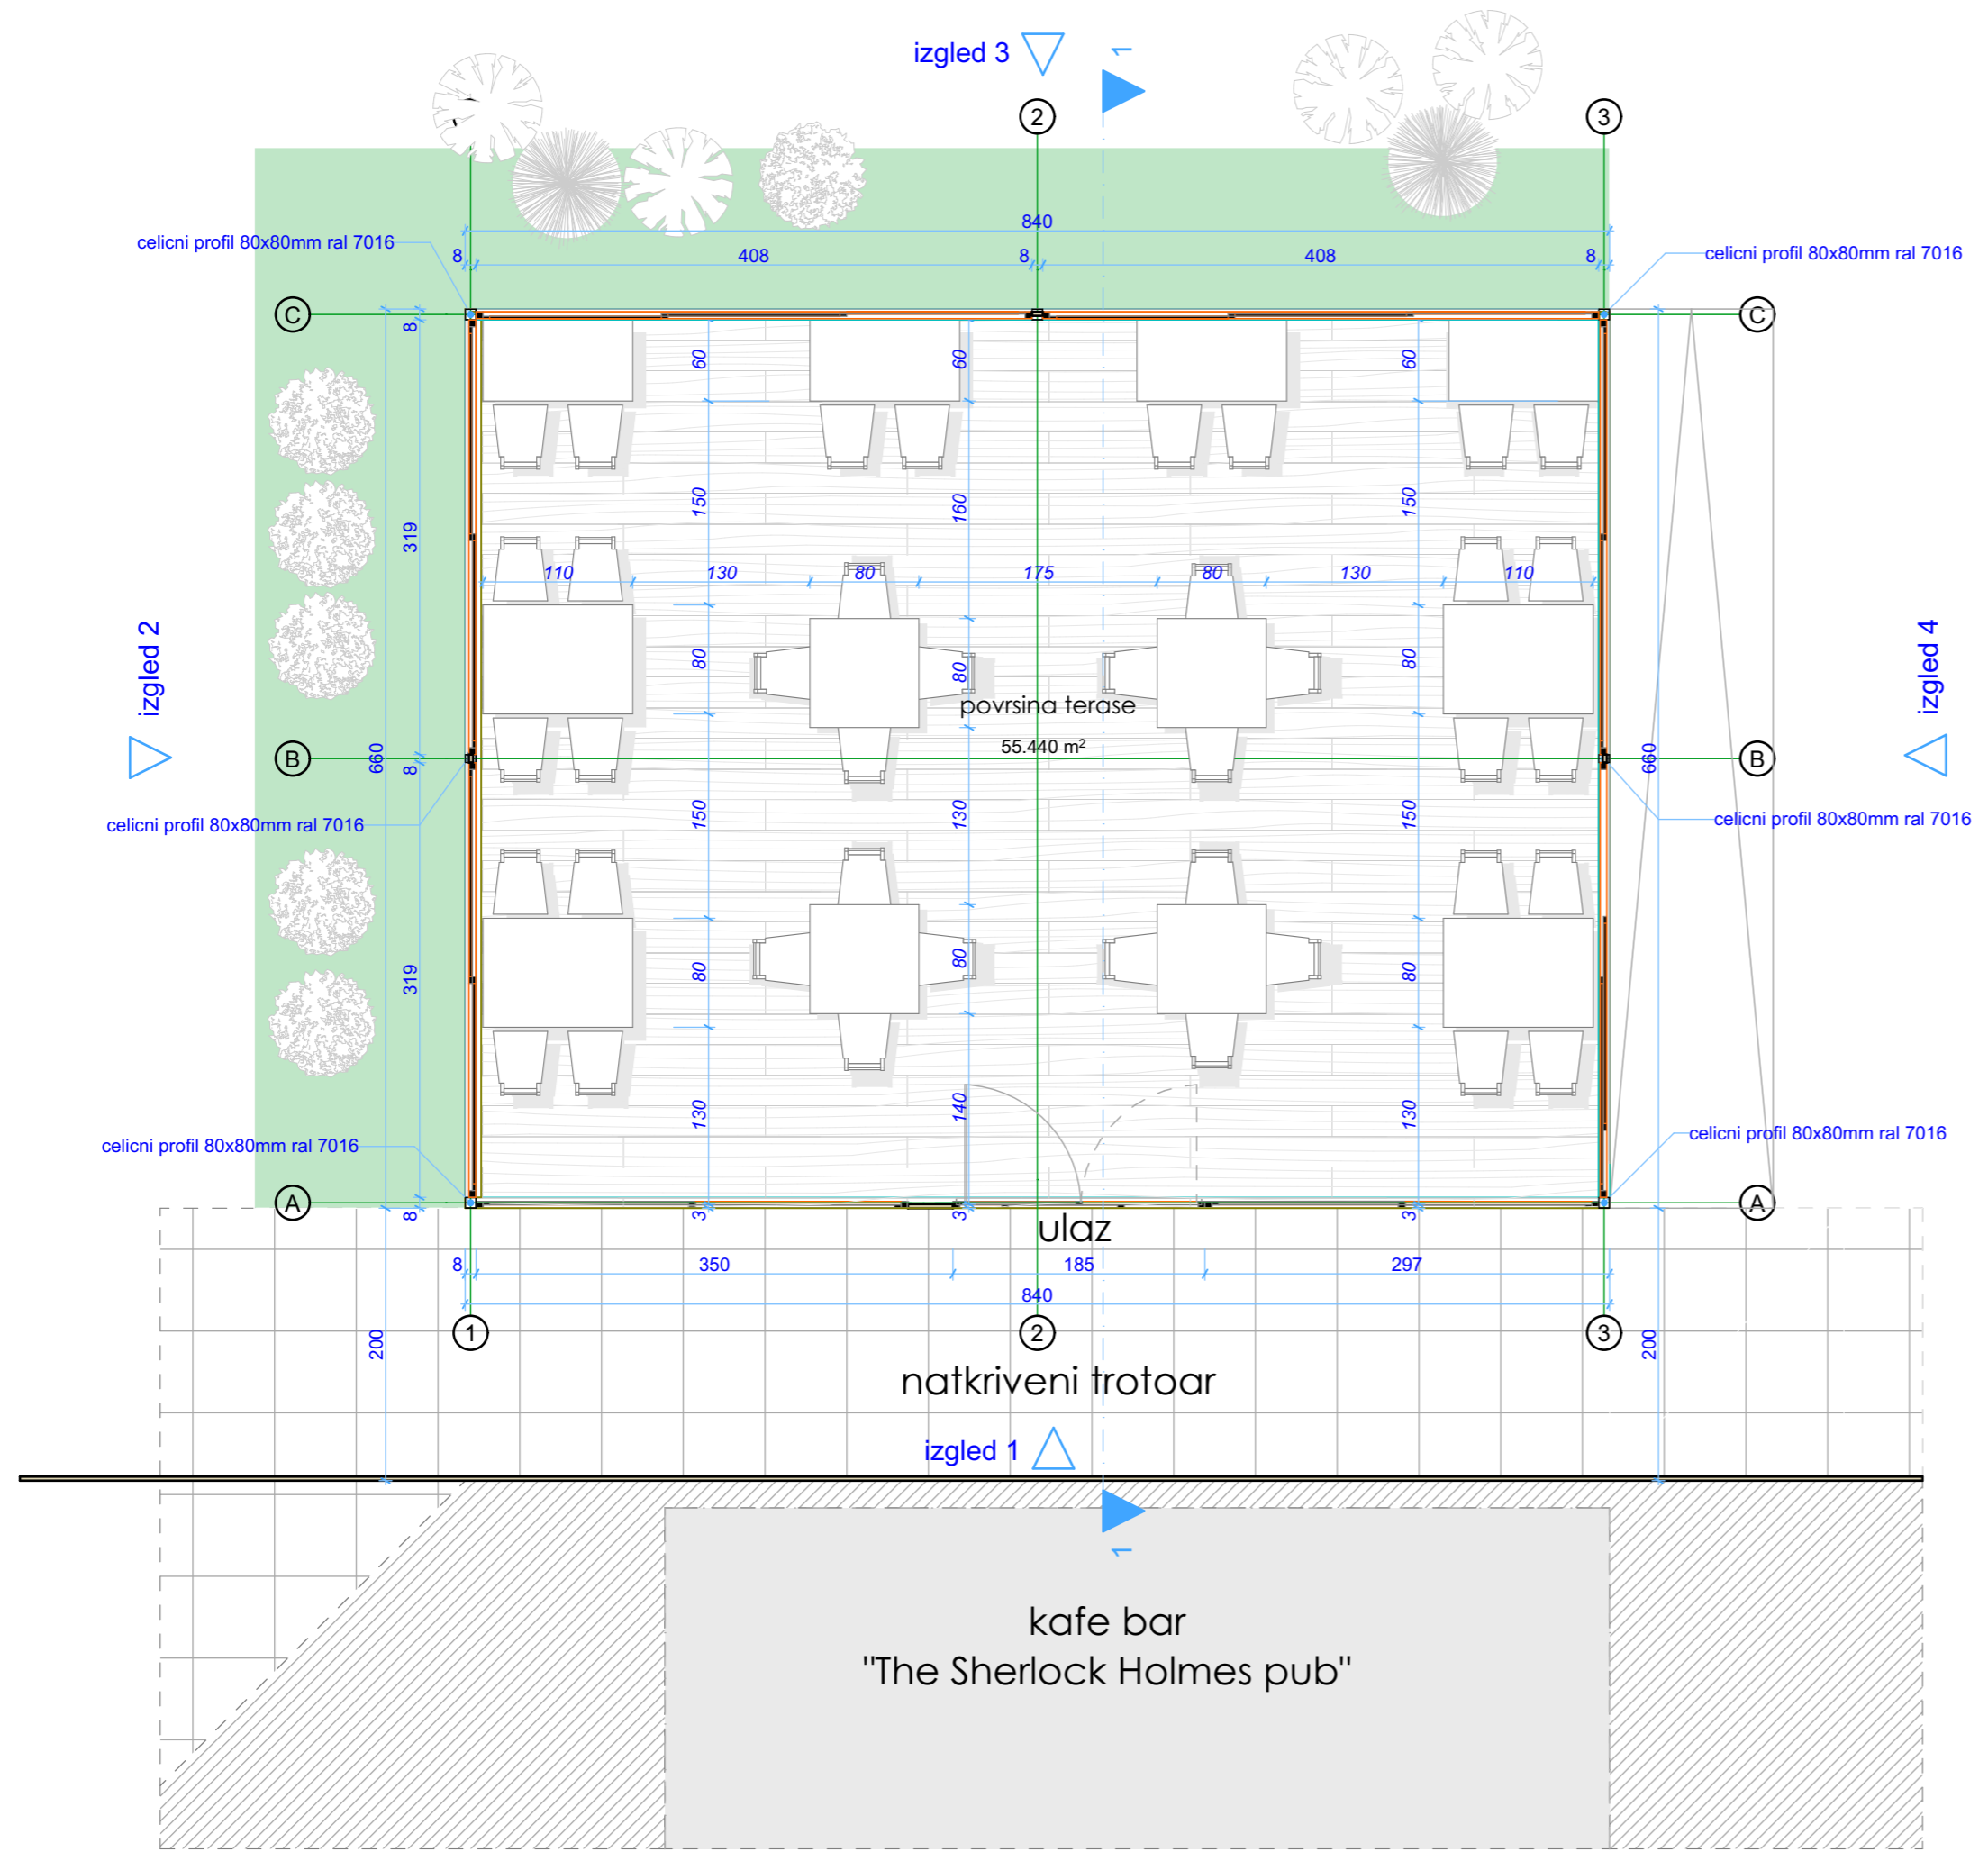 izgled 3
1
2
3
840
celicni profil 80x80mm ral 7016
8
408
8
408
8
celicni profil 80x80mm ral 7016
C
C
8
60
60
60
319
150
160
150
110
130
80
175
80
130
110
izgled 2
izgled 4
80
80
80
povrsina terase
55.440 m²
B
660
8
660
B
celicni profil 80x80mm ral 7016
150
130
150
celicni profil 80x80mm ral 7016
319
80
80
80
130
140
130
celicni profil 80x80mm ral 7016
celicni profil 80x80mm ral 7016
A
A
8
3
3
3
ulaz
8
350
185
297
840
1
2
3
200
200
natkriveni trotoar
izgled 1
1
kafe bar
"The Sherlock Holmes pub"